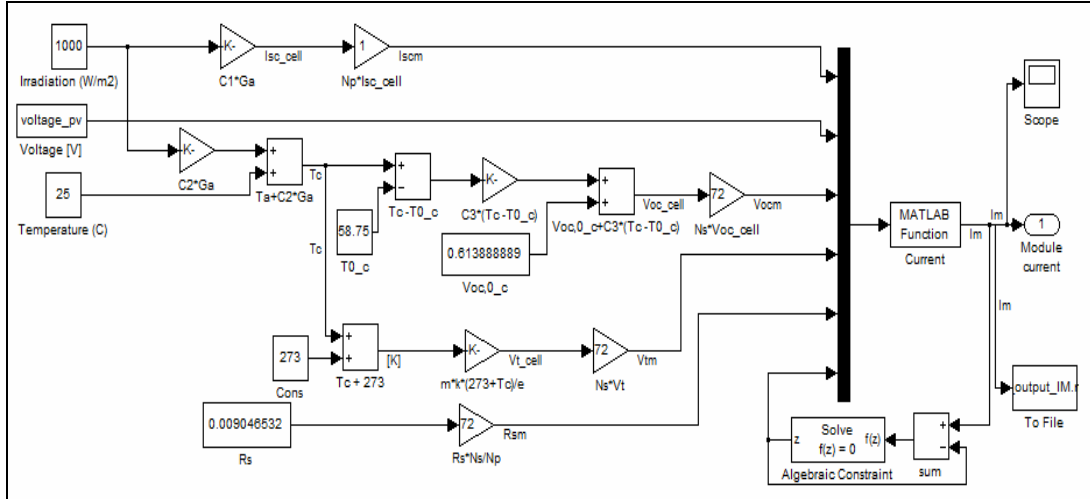 1000
Irradiation (W/m2)
K-
C1*Ga
Isc_cell
1
Np*Isc_cell
Iscm
voltage_pv
Voltage [V]
K-
C2*Ga
25
Temperature (C)
+
+
Ta+C2*Ga
Tc
Tc
+
−
Tc-T0_c
58.75
T0_c
K-
C3*(Tc-T0_c)
0.613888889
Voc,0_c
+
+
Voc,0_c+C3*(Tc-T0_c)
Voc_cell
72
Ns*Voc_cell
Vocm
273
Cons
+
+
Tc + 273
[K]
K-
m*k*(273+Tc)/e
Vt_cell
72
Ns*Vt
Vtm
0.009046532
Rs
72
Rs*Ns/Np
Rsm
MATLAB
Function
Current
Im
Im
Scope
1
Module
current
Im
output_IM.r
To File
z
Solve
f(z) = 0
f(z)
Algebraic Constraint
+
−
sum